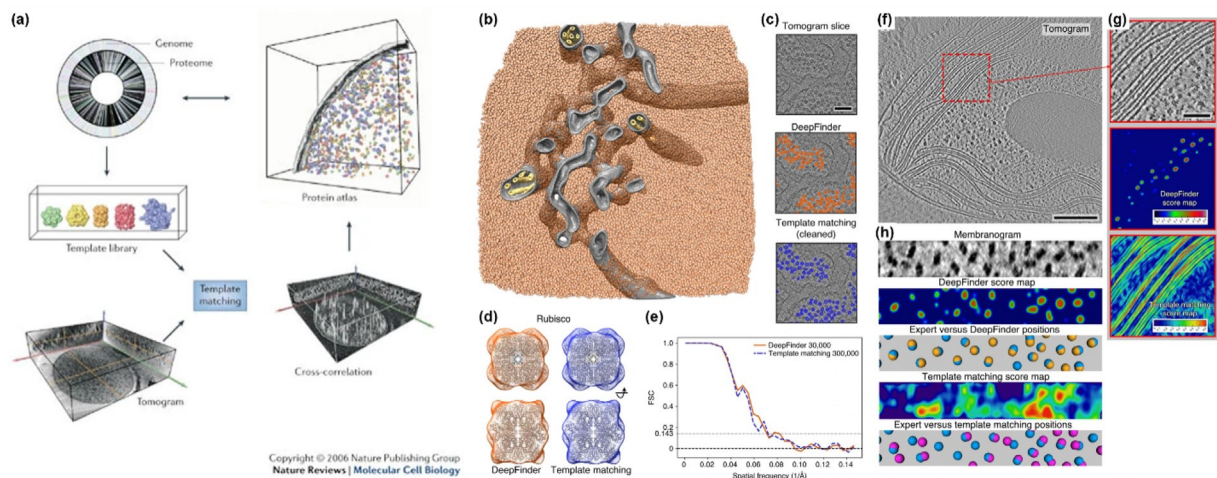 (a)
Genome
Proteome
Protein atlas
Template library
Template
matching
Cross-correlation
Tomogram
Copyright © 2006 Nature Publishing Group
Nature Reviews | Molecular Cell Biology
(b)
(c)
Tomogram slice
DeepFinder
Template matching
(cleaned)
(d)
Rubisco
DeepFinder
Template matching
(e)
DeepFinder 30,000
Template matching 300,000
FSC
1.0
0.8
0.6
0.4
0.2
0.143
0
0 0.02 0.04 0.06 0.08 0.10 0.12 0.14
Spatial frequency (1/Å)
(f)
Tomogram
(g)
DeepFinder
score map
Template matching
score map
(h)
Membranogram
DeepFinder score map
Expert versus DeepFinder positions
Template matching score map
Expert versus template matching positions